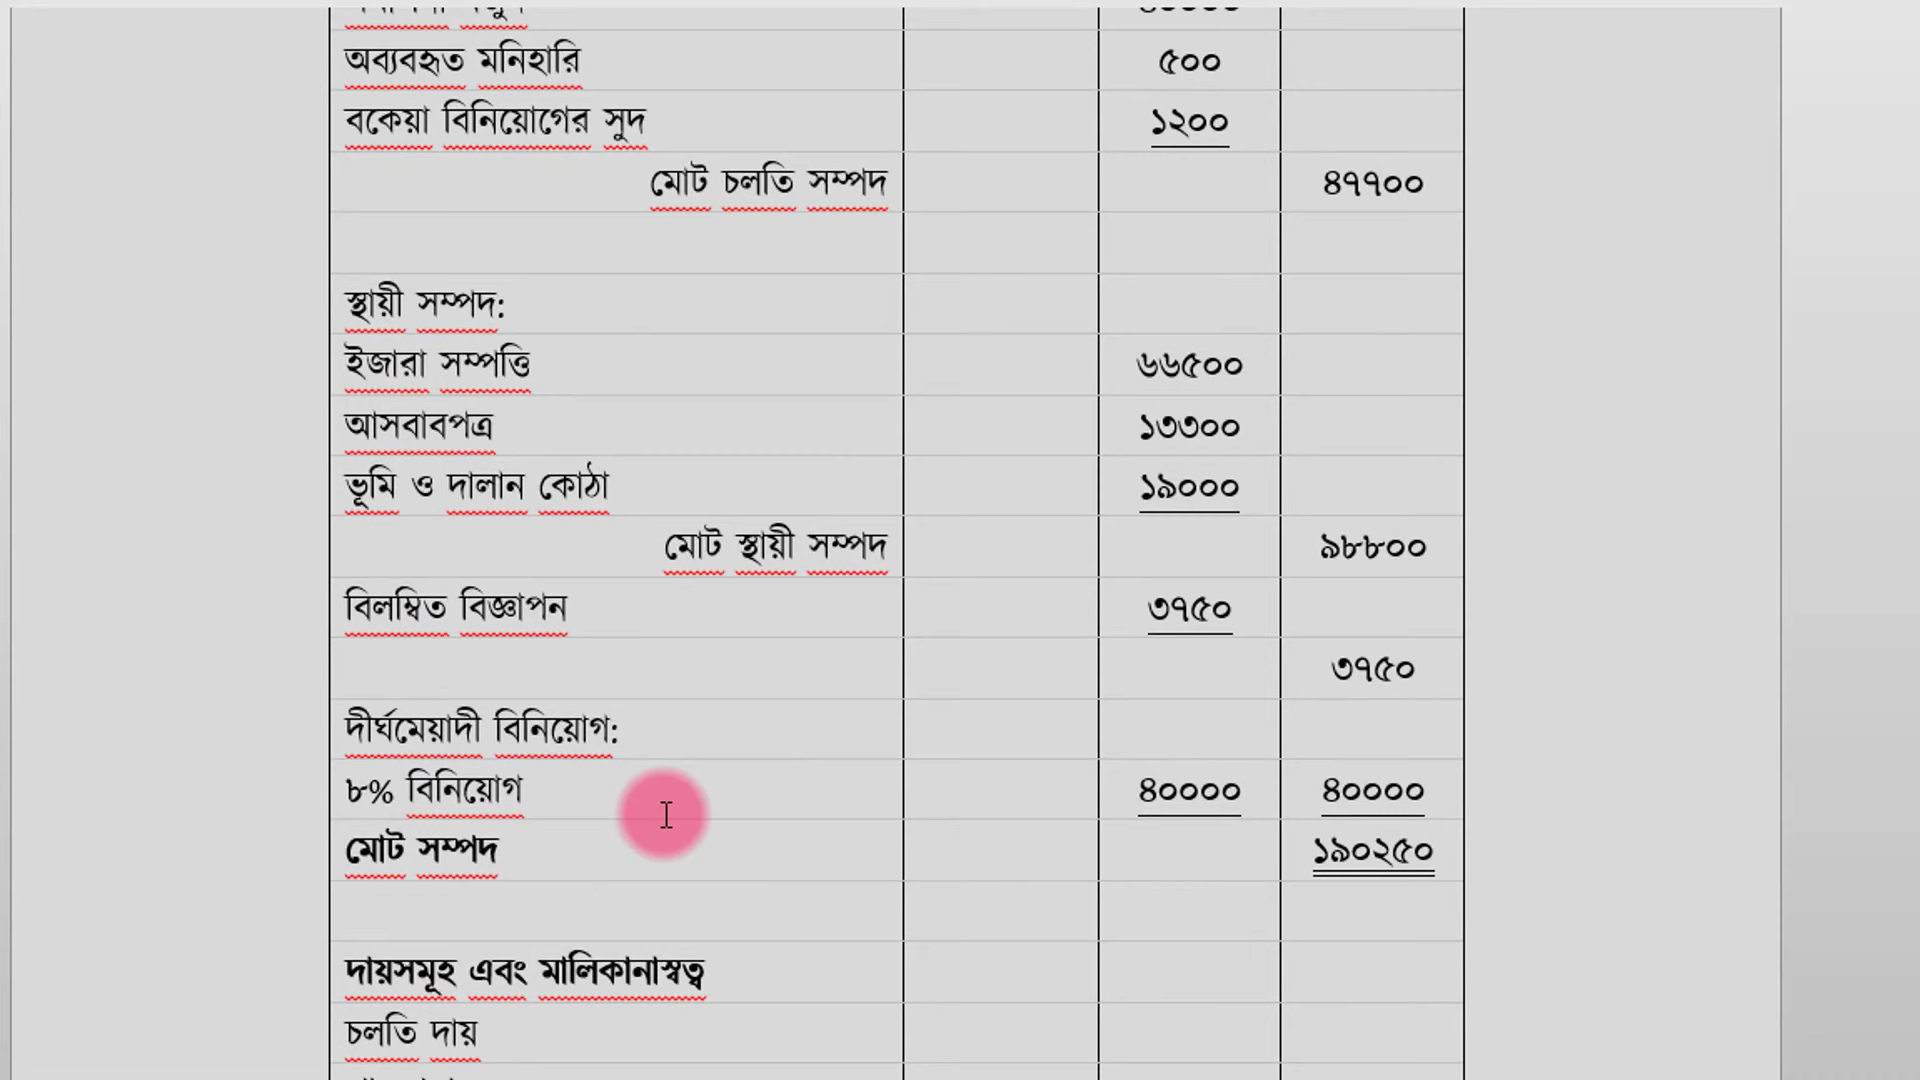 অব্যবহৃত মনিহারি ৫০০
বকেয়া বিনিয়োগের সুদ ১২০০
মোট চলতি সম্পদ ৪৭৭০০
স্থায়ী সম্পদ:
ইজারা সম্পত্তি ৬৬৫০০
আসবাবপত্র ১৩৩০০
ভূমি ও দালান কোঠা ১৯০০০
মোট স্থায়ী সম্পদ ৯৮৮০০
বিলম্বিত বিজ্ঞাপন ৩৭৫০
৩৭৫০
দীর্ঘমেয়াদী বিনিয়োগ:
৮% বিনিয়োগ ৪০০০০ ৪০০০০
মোট সম্পদ ১৯০২৫০
দায়সমূহ এবং মালিকানাস্বত্ব
চলতি দায়